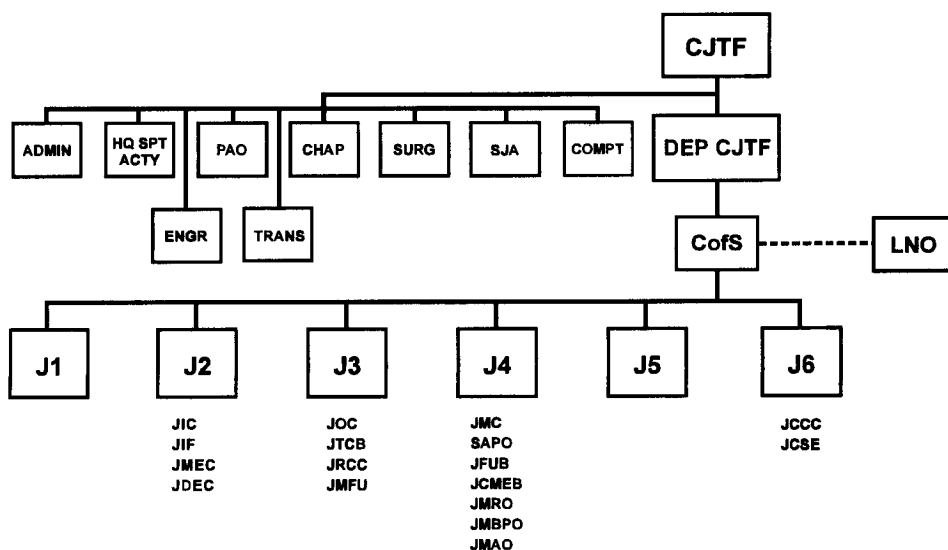 CJTF
ADMIN
HQ SPT
ACTY
PAO
CHAP
SURG
SJA
COMPT
DEP CJTF
ENGR
TRANS
CofS
LNO
J1
J2
J3
J4
J5
J6
JIC
JIF
JMEC
JDEC
JOC
JTCB
JRCC
JMFU
JMC
SAPO
JFUB
JCMEB
JMRO
JMBPO
JMAO
JCCC
JCSE